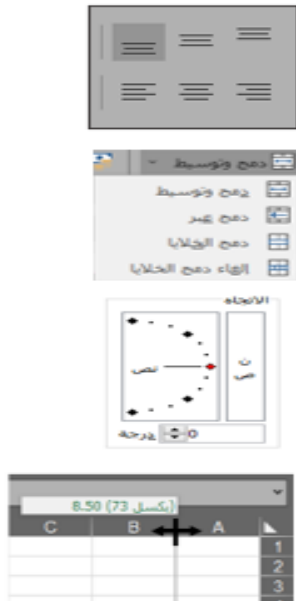 دمج وتوسيط
دمج وتوسيط
دمج عبر
دمج الخلايا
إلغاء دمج الخلايا
الاتجاه
نص
ن
ص
0 درجة
8.50 (73 بكسل)
A B C
1
2
3